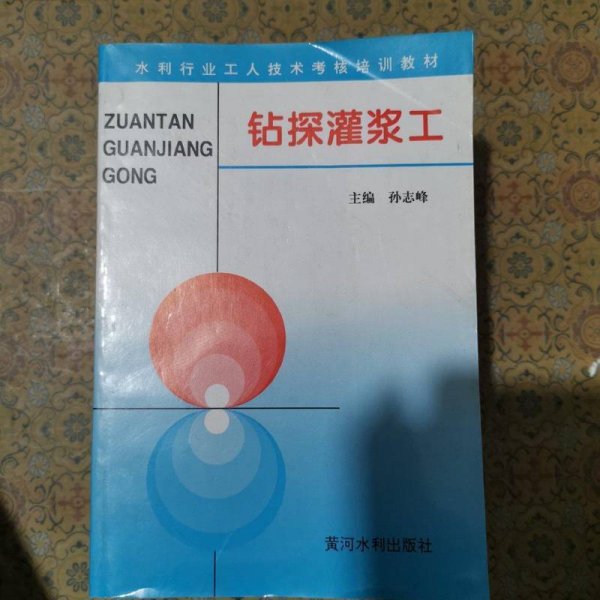 水利行业工人技术考核培训教材
ZUANTAN
GUANJIANG
GONG
钻探灌浆工
主编 孙志峰
黄河水利出版社